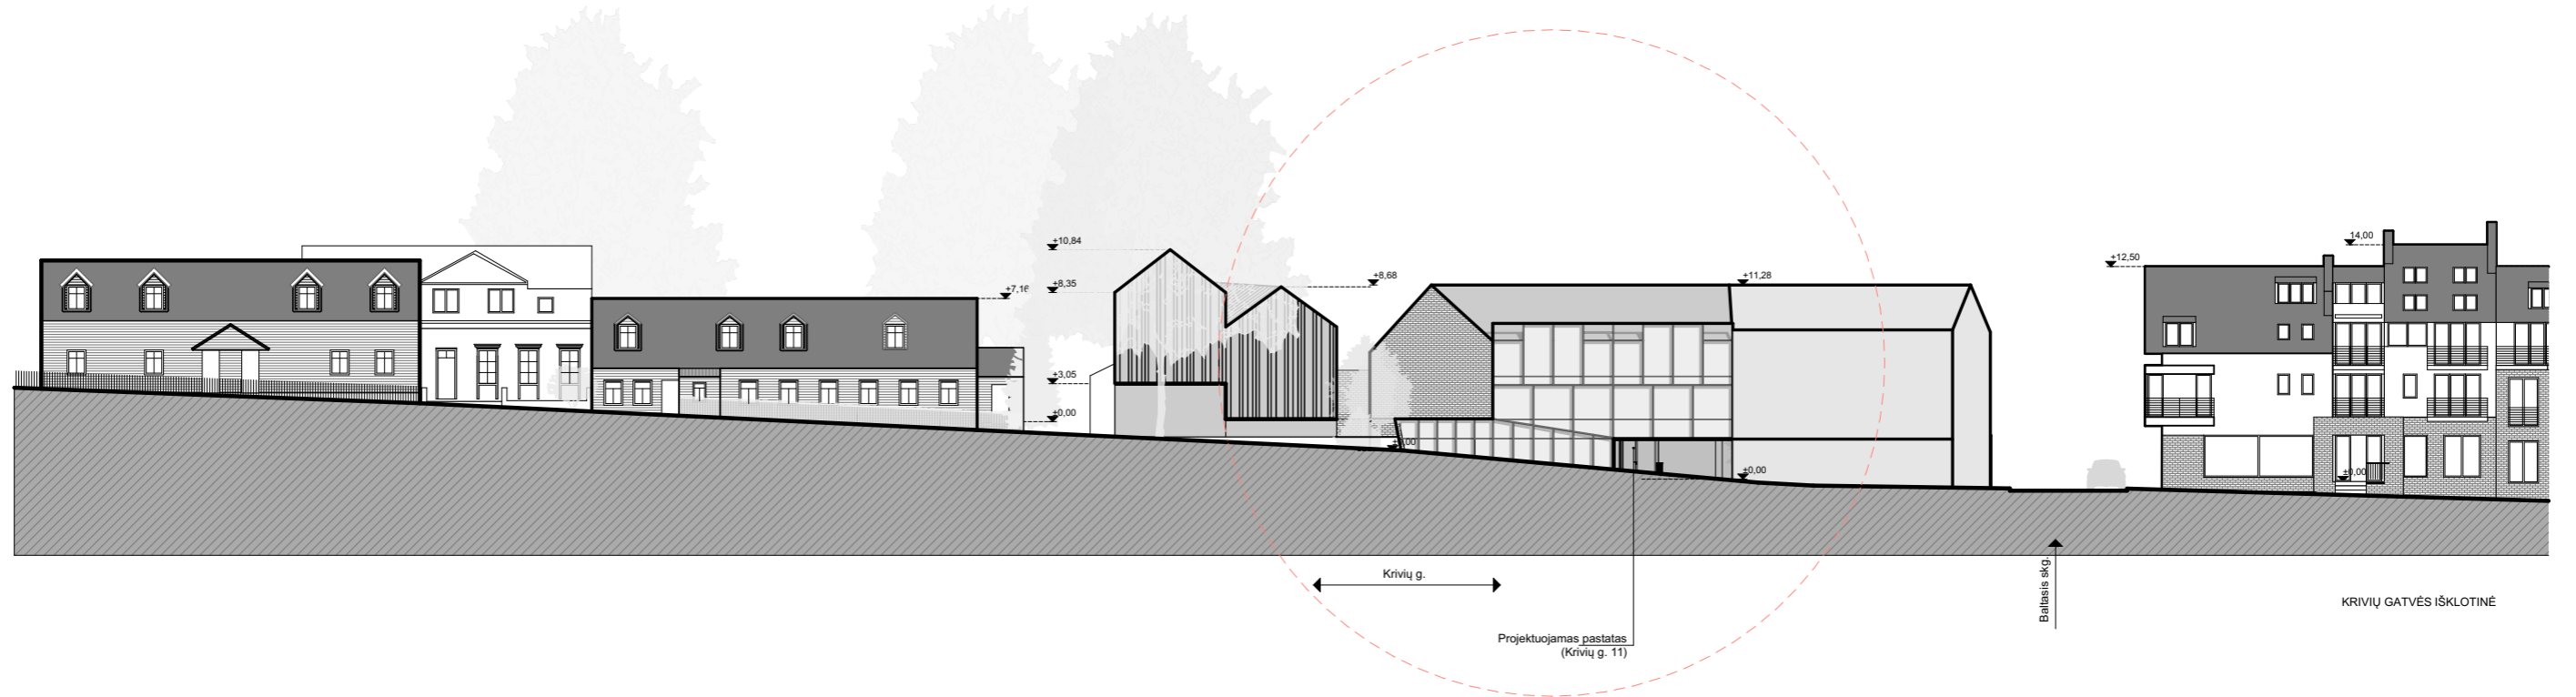 +10,84
+8,35
+7,16
+3,05
±0,00
+8,68
+11,28
±0,00
+12,50
14,00
±0,00
Krivių g.
Projektuojamas pastatas
(Krivių g. 11)
Baltasis skg.
KRIVIŲ GATVĖS IŠKLOTINĖ